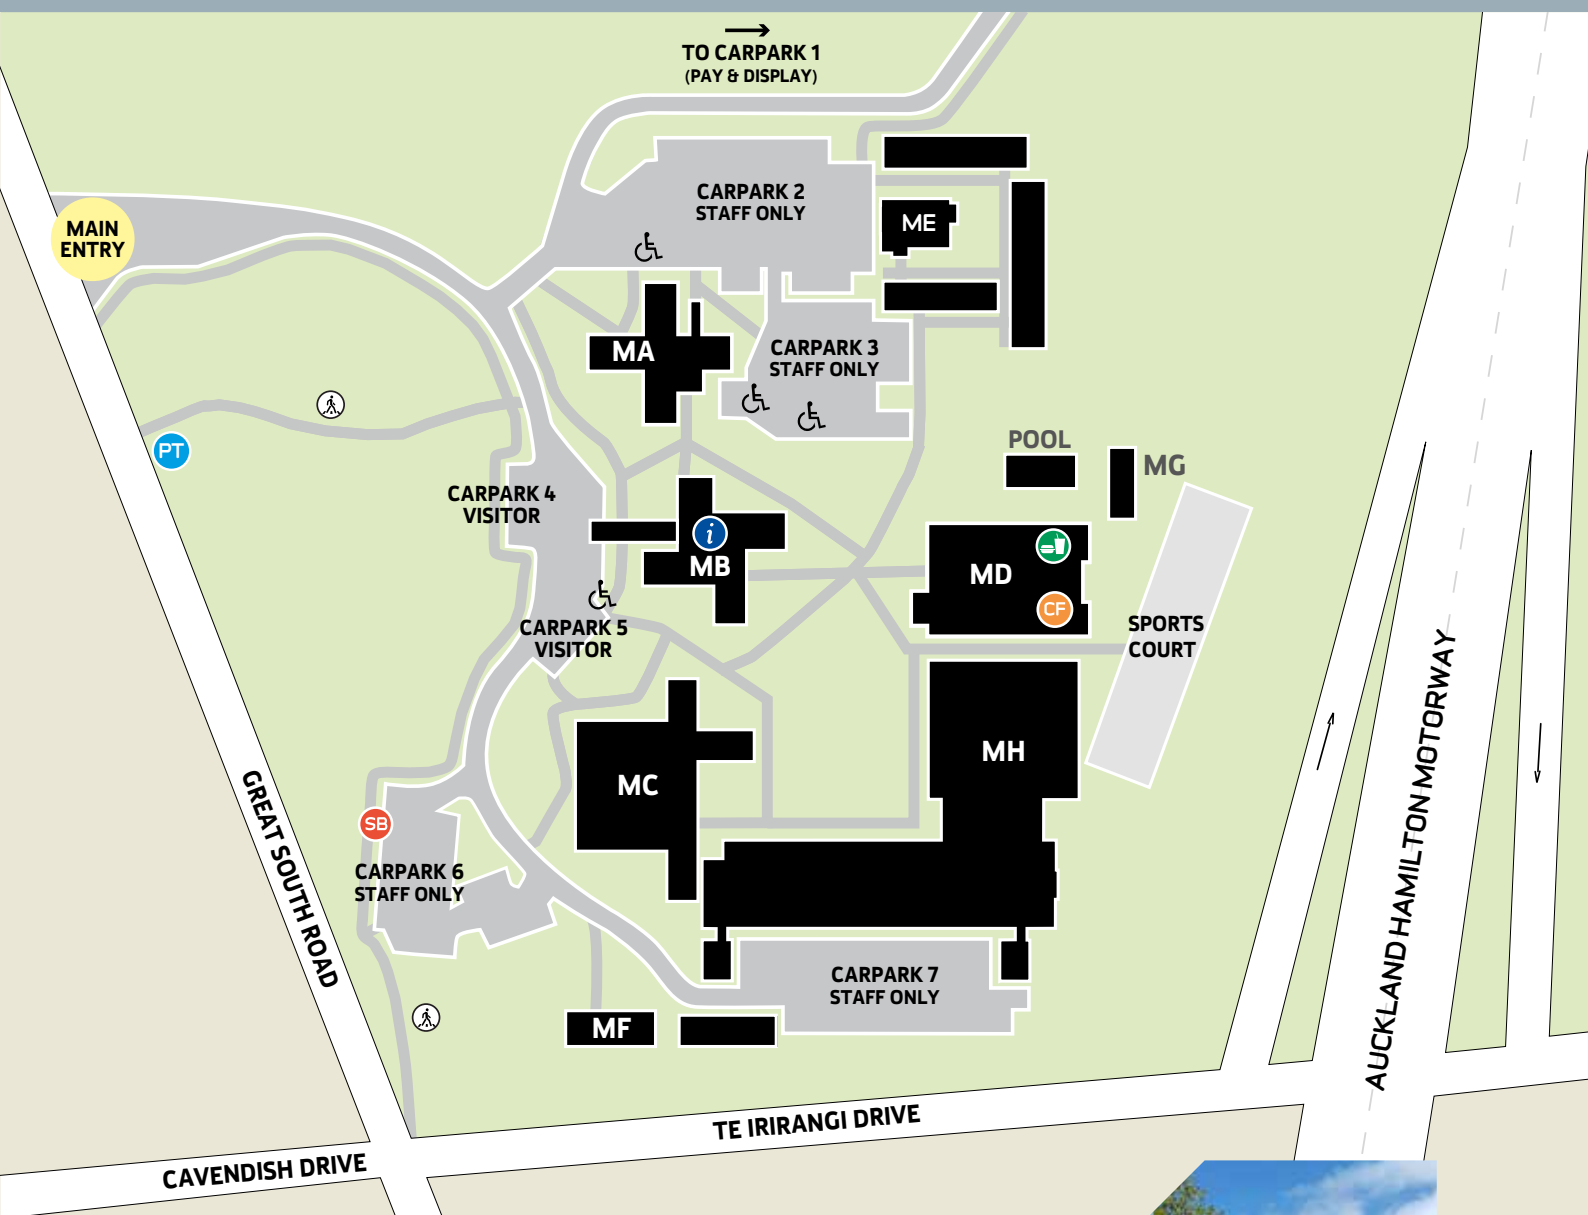 TO CARPARK 1
(PAY & DISPLAY)
CARPARK 2
STAFF ONLY
MAIN
ENTRY
ME
MA
CARPARK 3
STAFF ONLY
PT
POOL
MG
CARPARK 4
VISITOR
i
MB
MD
CF
CARPARK 5
VISITOR
SPORTS
COURT
MH
MC
SB
CARPARK 6
STAFF ONLY
GREAT SOUTH ROAD
AUCKLAND HAMILTON MOTORWAY
CARPARK 7
STAFF ONLY
MF
TE IRIRANGI DRIVE
CAVENDISH DRIVE